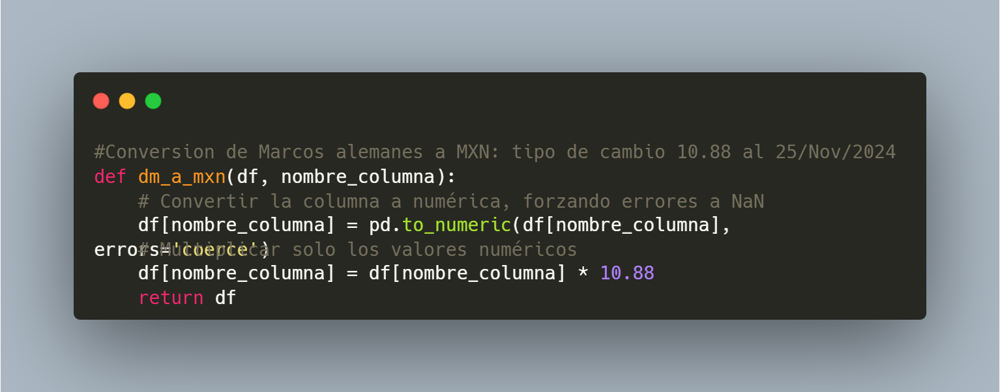 #Conversion de Marcos alemanes a MXN: tipo de cambio 10.88 al 25/Nov/2024
def dm_a_mxn(df, nombre_columna):
    # Convertir la columna a numérica, forzando errores a NaN
    df[nombre_columna] = pd.to_numeric(df[nombre_columna],
errors='coerce')
    # Multiplicar solo los valores numéricos
    df[nombre_columna] = df[nombre_columna] * 10.88
    return df